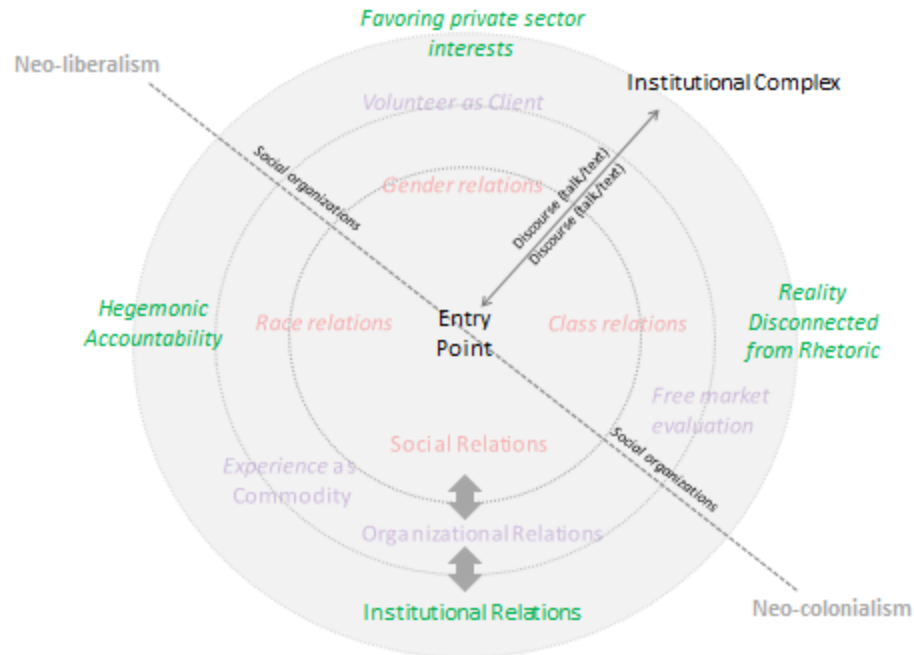 Favoring private sector
interests
Neo-liberalism
Institutional Complex
Volunteer as Client
Social organizations
Discourse (talk/text)
Discourse (talk/text)
Gender relations
Hegemonic
Accountability
Race relations
Entry
Point
Class relations
Reality
Disconnected
from Rhetoric
Free market
evaluation
Social Relations
Social organizations
Experience as
Commodity
Organizational Relations
Institutional Relations
Neo-colonialism